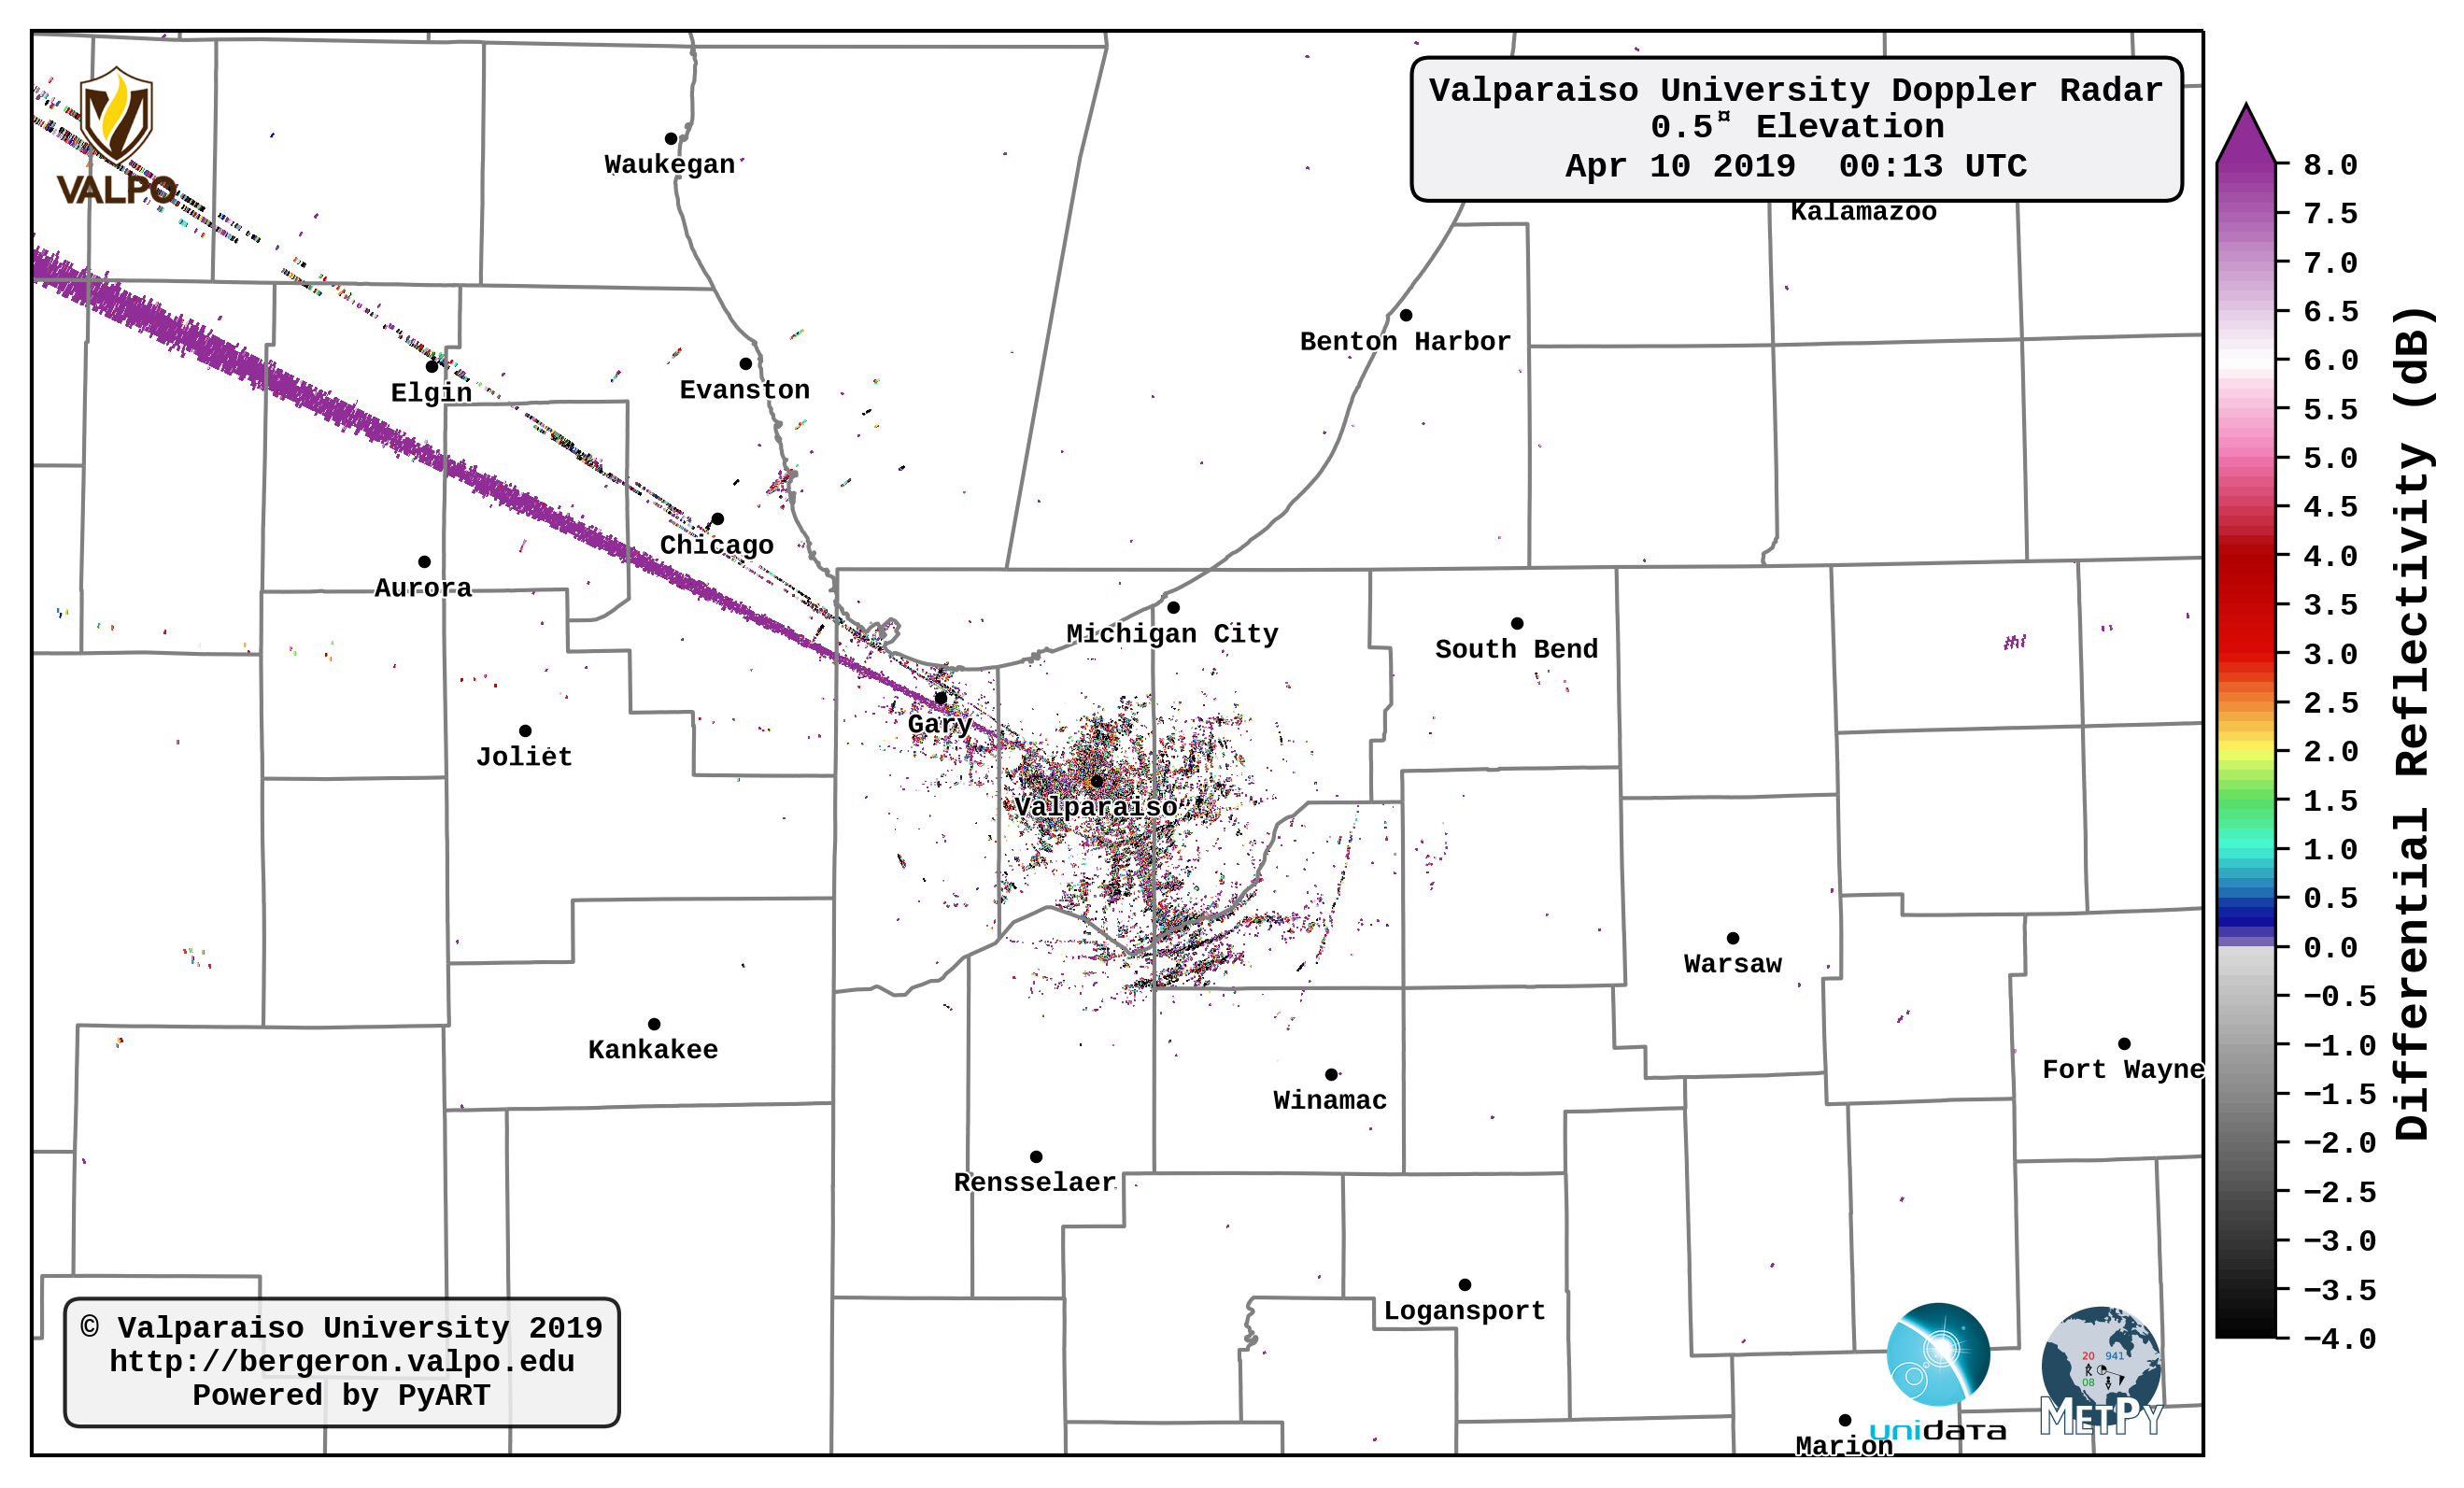 Valparaiso University Doppler Radar
0.5¤ Elevation
Apr 10 2019  00:13 UTC
VALPO
Waukegan
Kalamazoo
Benton Harbor
Elgin
Evanston
Chicago
Aurora
Michigan City
South Bend
Gary
Joliet
Valparaiso
Warsaw
Kankakee
Fort Wayne
Winamac
Rensselaer
Logansport
Marion
© Valparaiso University 2019
http://bergeron.valpo.edu
Powered by PyART
unidata
20 941
08
METPY
8.0
7.5
7.0
6.5
6.0
5.5
5.0
4.5
4.0
3.5
3.0
2.5
2.0
1.5
1.0
0.5
0.0
−0.5
−1.0
−1.5
−2.0
−2.5
−3.0
−3.5
−4.0
Differential Reflectivity (dB)